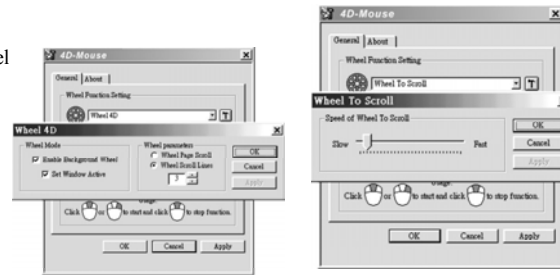 el
4D-Mouse
General About
Wheel Function Setting
Wheel 4D
T
Wheel 4D
Wheel Mode
Enable Background Wheel
Set Window Active
Wheel parameters
Wheel Page Scroll
Wheel Scroll Lines
3
OK
Cancel
Apply
Usage:
Click or to start and click to stop function.
OK Cancel Apply
4D-Mouse
General About
Wheel Function Setting
Wheel To Scroll
T
Wheel To Scroll
Speed of Wheel To Scroll
Slow Fast
OK
Cancel
Apply
Usage:
Click or to start and click to stop function.
OK Cancel Apply